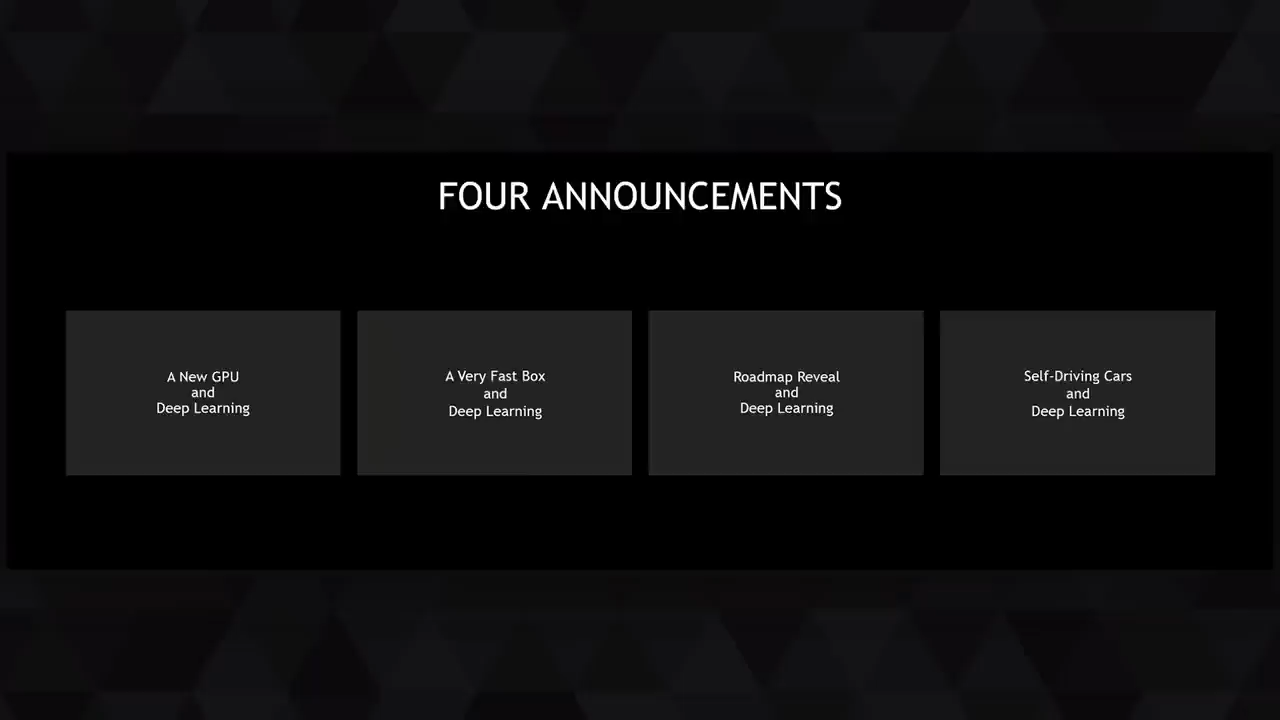 FOUR ANNOUNCEMENTS
A New GPU
and
Deep Learning
A Very Fast Box
and
Deep Learning
Roadmap Reveal
and
Deep Learning
Self-Driving Cars
and
Deep Learning